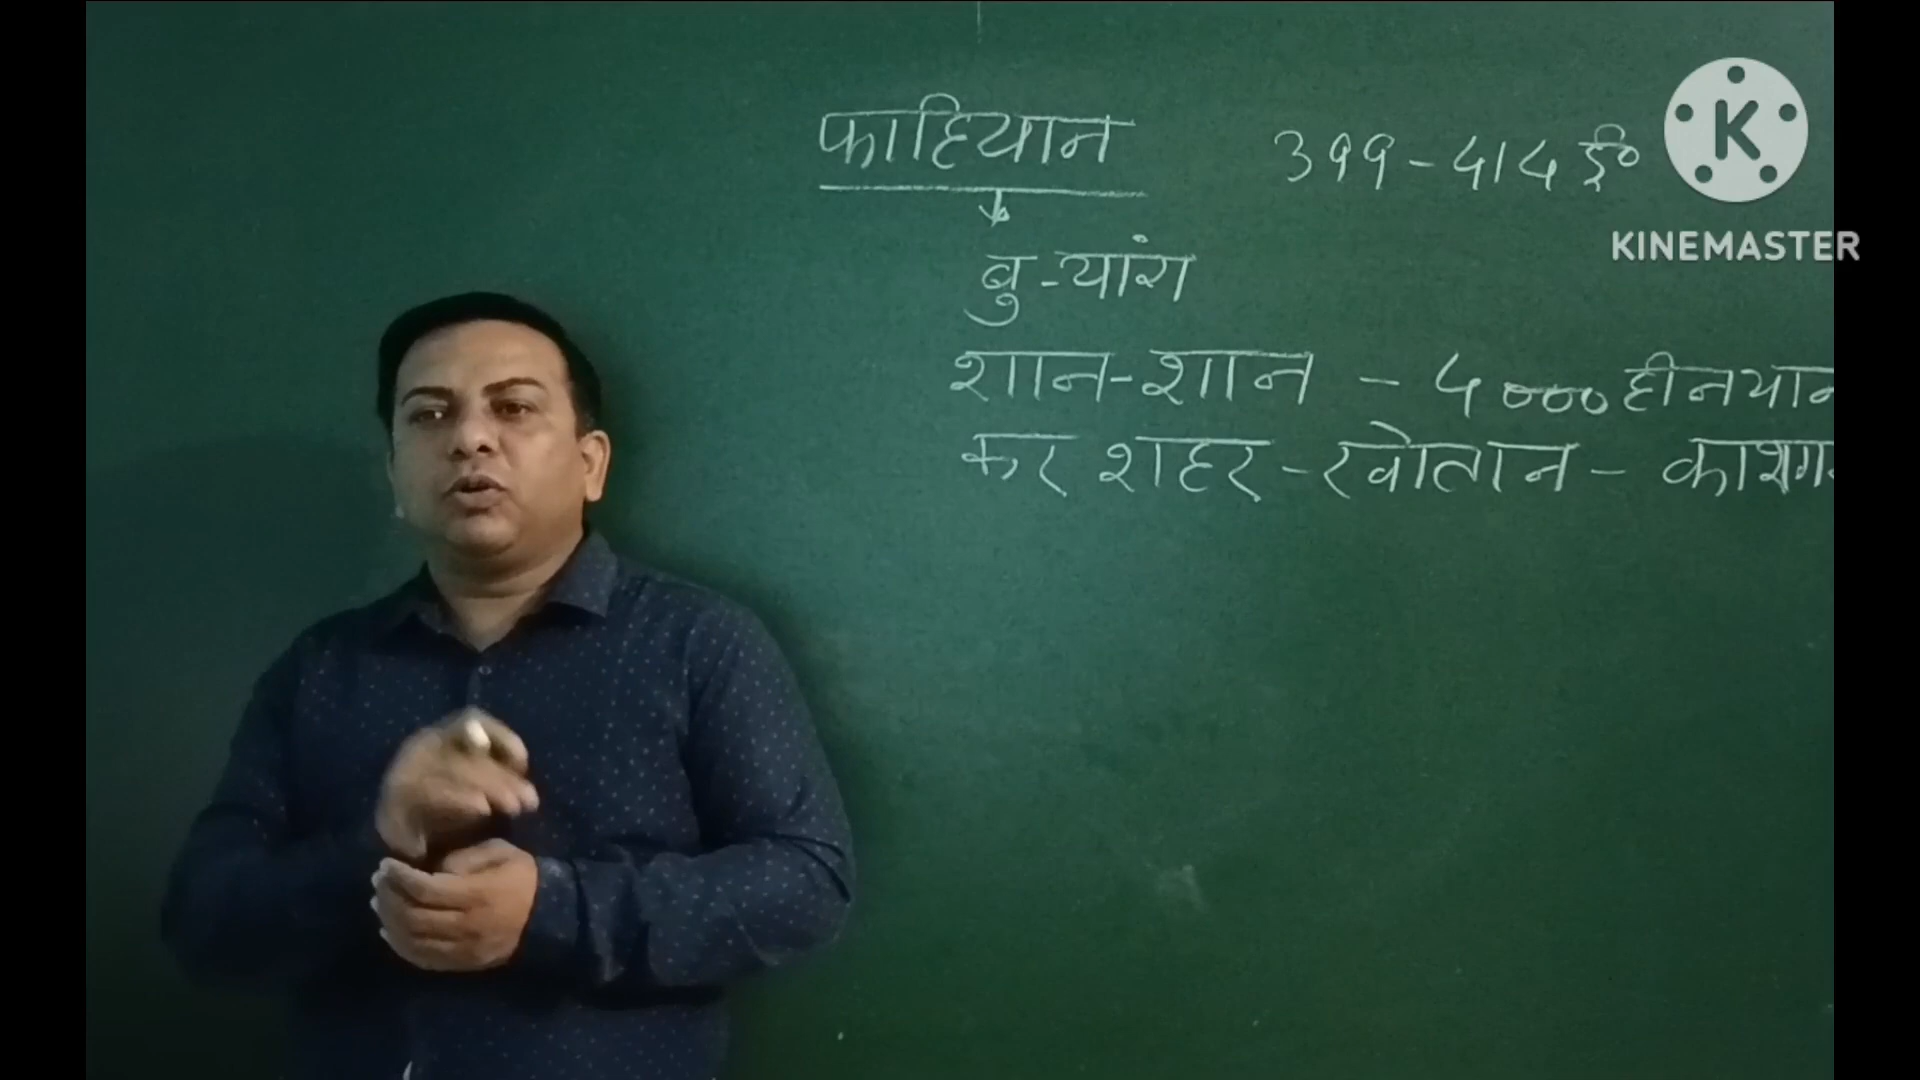 फाहियान 399-414 ई०
बु-यांग
शान-शान - 4000 हीनयान
कर शहर - खोतान - काशग
K
KINEMASTER